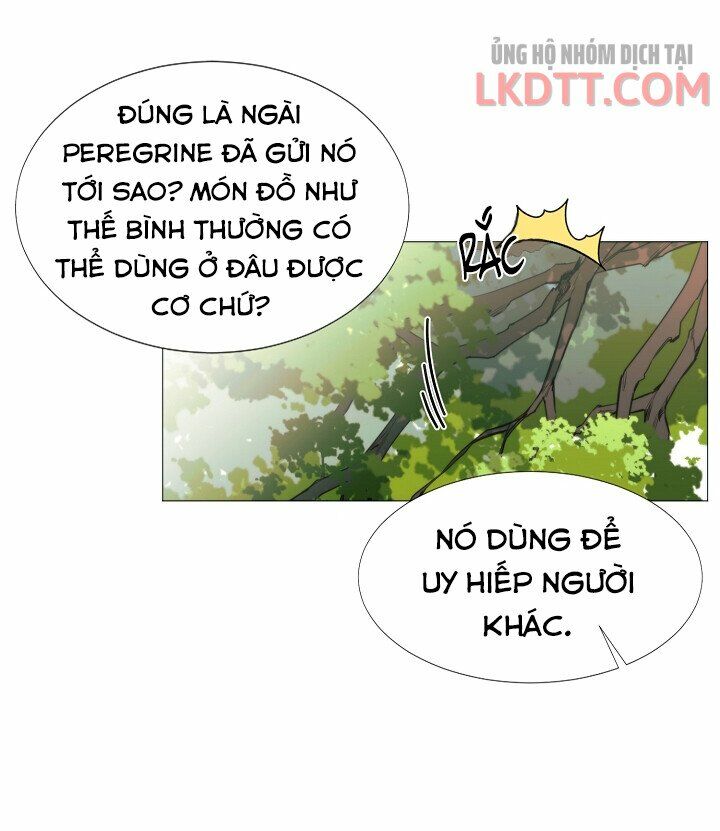 ỦNG HỘ NHÓM DỊCH TẠI
LKDTT.COM
ĐÚNG LÀ NGÀI
PEREGRINE ĐÃ GỬI NÓ
TỚI SAO? MÓN ĐỒ NHƯ
THẾ BÌNH THƯỜNG CÓ
THỂ DÙNG Ở ĐÂU ĐƯỢC
CƠ CHỨ?
RẮC
NÓ DÙNG ĐỂ
UY HIẾP NGƯỜI
KHÁC.